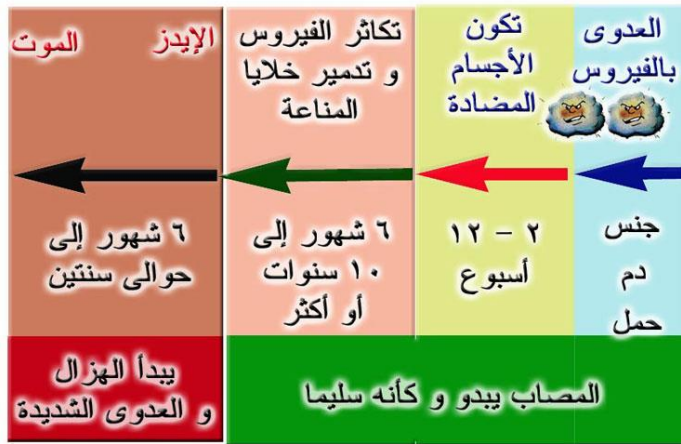 العدوى
بالفيروس
تكون
الأجسام
المضادة
تكاثر الفيروس
و تدمير خلايا
المناعة
الإيدز
الموت
جنس
دم
حمل
٢ - ١٢
أسبوع
٦ شهور إلى
١٠ سنوات
أو أكثر
٦ شهور إلى
حوالى سنتين
المصاب يبدو و كأنه سليما
يبدأ الهزال
و العدوى الشديدة